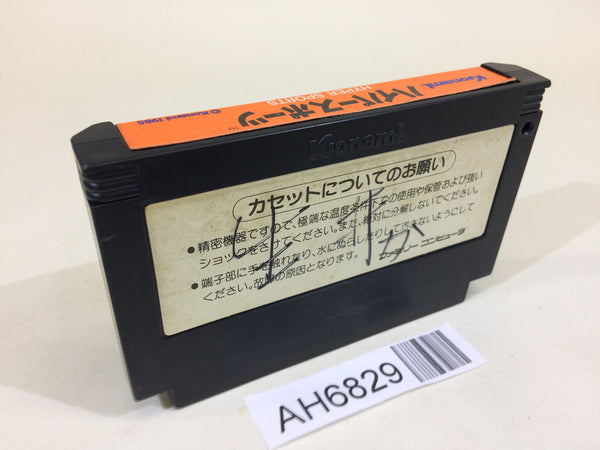 Konami ハイパースポーツ
HYPER SPORTS ™
© Konami 1985
Konami
カセットについてのお願い
●精密機器ですので、極端な温度条件下での使用や保管および強い
ショックをさけてください。また、絶対に分解しないでください。
●端子部に手を触れたり、水にぬらしたりして汚さないようにして
ください。故障の原因となります。
ファミリーコンピュータ
AH6829